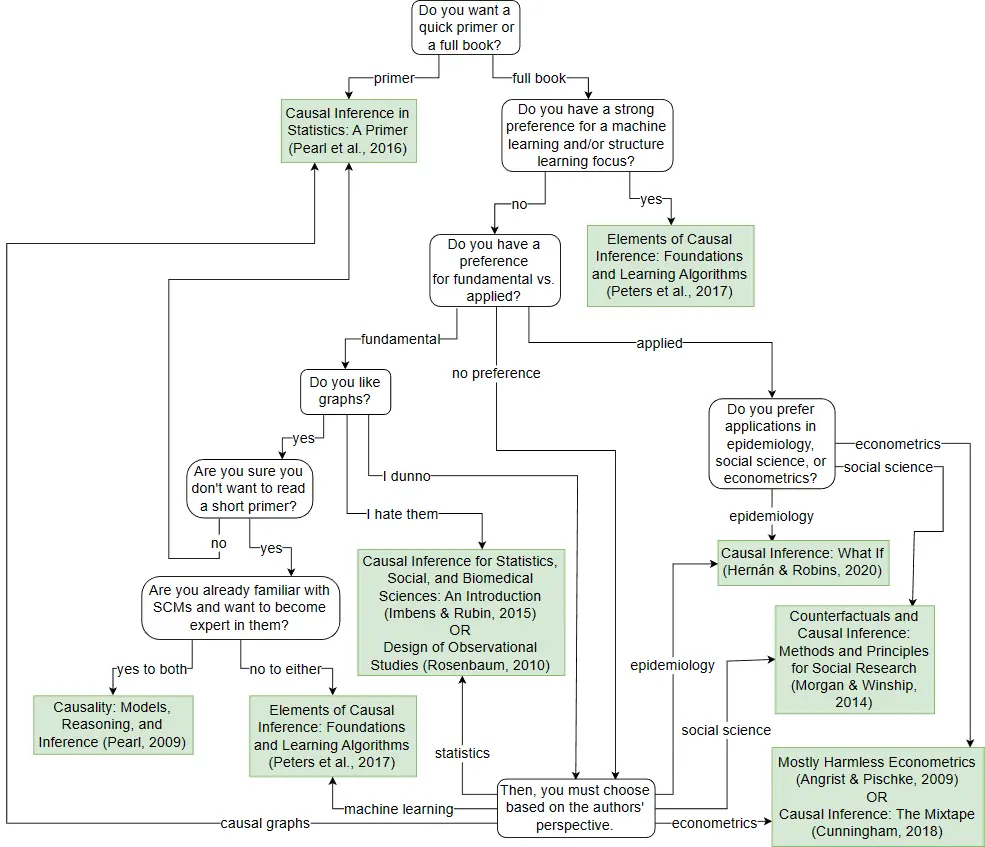 Do you want a
quick primer or
a full book?
primer
full book
Causal Inference in
Statistics: A Primer
(Pearl et al., 2016)
Do you have a strong
preference for a machine
learning and/or structure
learning focus?
no
yes
Do you have a
preference
for fundamental vs.
applied?
Elements of Causal
Inference: Foundations
and Learning Algorithms
(Peters et al., 2017)
fundamental
no preference
applied
Do you like
graphs?
Do you prefer
applications in
epidemiology,
social science, or
econometrics?
econometrics
social science
epidemiology
yes
I dunno
I hate them
Are you sure you
don't want to read
a short primer?
no
yes
Causal Inference: What If
(Hernán & Robins, 2020)
Causal Inference for Statistics,
Social, and Biomedical
Sciences: An Introduction
(Imbens & Rubin, 2015)
OR
Design of Observational
Studies (Rosenbaum, 2010)
Are you already familiar with
SCMs and want to become
expert in them?
Counterfactuals and
Causal Inference:
Methods and Principles
for Social Research
(Morgan & Winship,
2014)
yes to both
no to either
epidemiology
Causality: Models,
Reasoning, and
Inference (Pearl, 2009)
Elements of Causal
Inference: Foundations
and Learning Algorithms
(Peters et al., 2017)
statistics
social science
Mostly Harmless Econometrics
(Angrist & Pischke, 2009)
OR
Causal Inference: The Mixtape
(Cunningham, 2018)
Then, you must choose
based on the authors'
perspective.
machine learning
causal graphs
econometrics